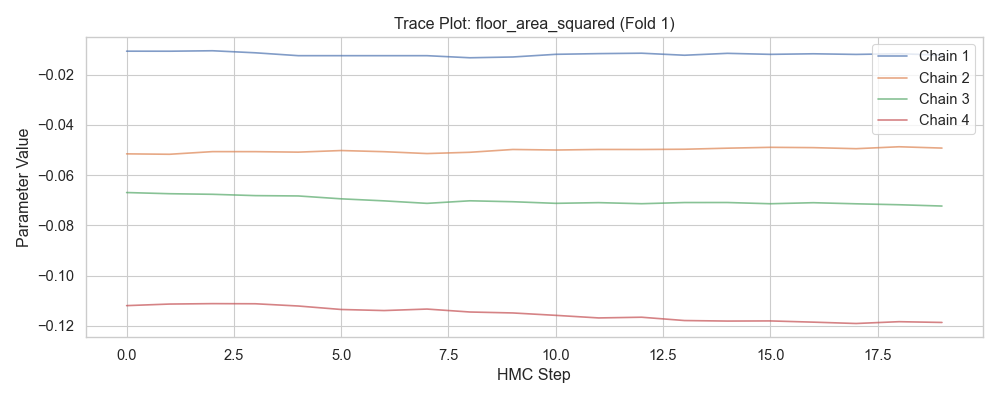 Trace Plot: floor_area_squared (Fold 1)
Parameter Value
−0.02
−0.04
−0.06
−0.08
−0.10
−0.12
Chain 1
Chain 2
Chain 3
Chain 4
0.0 2.5 5.0 7.5 10.0 12.5 15.0 17.5
HMC Step